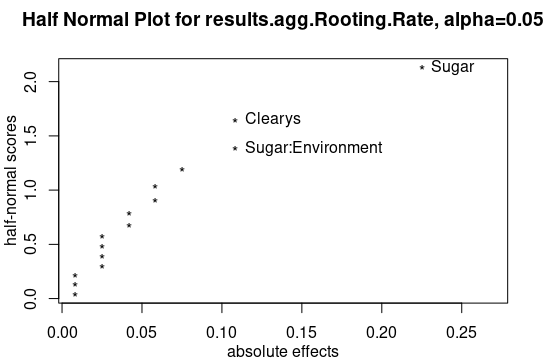 Half Normal Plot for results.agg.Rooting.Rate, alpha=0.05
* Sugar
* Clearys
* Sugar:Environment
half-normal scores
0.0 0.5 1.0 1.5 2.0
0.00 0.05 0.10 0.15 0.20 0.25
absolute effects